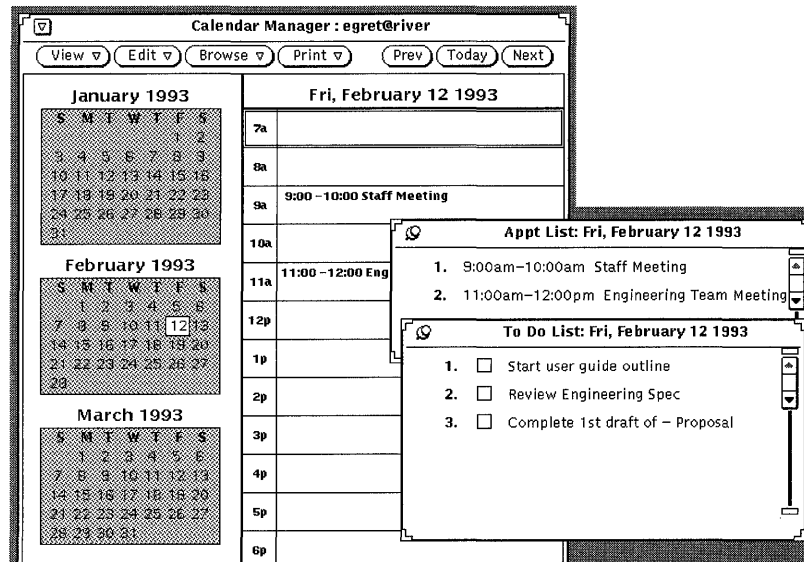 Calendar Manager : egret@river
View Edit Browse Print Prev Today Next
January 1993
S M T W T F S
1 2
3 4 5 6 7 8 9
10 11 12 13 14 15 16
17 18 19 20 21 22 23
24 25 26 27 28 29 30
31
February 1993
S M T W T F S
1 2 3 4 5 6
7 8 9 10 11 12 13
14 15 16 17 18 19 20
21 22 23 24 25 26 27
28
March 1993
S M T W T F S
1 2 3 4 5 6
7 8 9 10 11 12 13
14 15 16 17 18 19 20
21 22 23 24 25 26 27
28 29 30 31
Fri, February 12 1993
7a
8a
9a 9:00 –10:00 Staff Meeting
10a
11a 11:00 –12:00 Eng
12p
1p
2p
3p
4p
5p
6p
Appt List: Fri, February 12 1993
1. 9:00am–10:00am Staff Meeting
2. 11:00am–12:00pm Engineering Team Meeting
To Do List: Fri, February 12 1993
1. Start user guide outline
2. Review Engineering Spec
3. Complete 1st draft of – Proposal